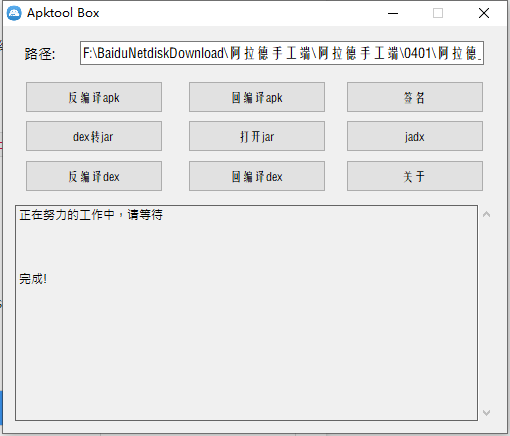 Apktool Box
路径:
F:\BaiduNetdiskDownload\阿拉德手工端\阿拉德手工端\0401\阿拉德_
反编译apk
回编译apk
签名
dex转jar
打开jar
jadx
反编译dex
回编译dex
关于
正在努力的工作中，请等待
完成!